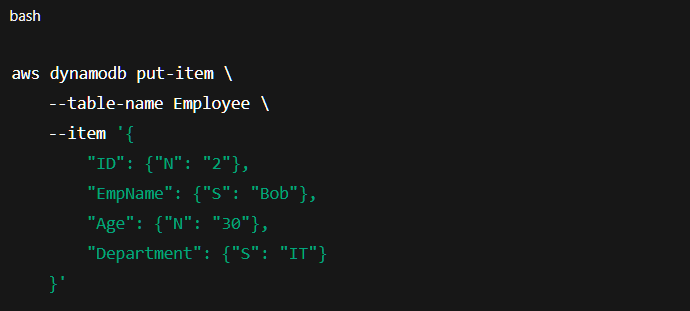 bash
aws dynamodb put-item \
    --table-name Employee \
    --item '{
        "ID": {"N": "2"},
        "EmpName": {"S": "Bob"},
        "Age": {"N": "30"},
        "Department": {"S": "IT"}
    }'